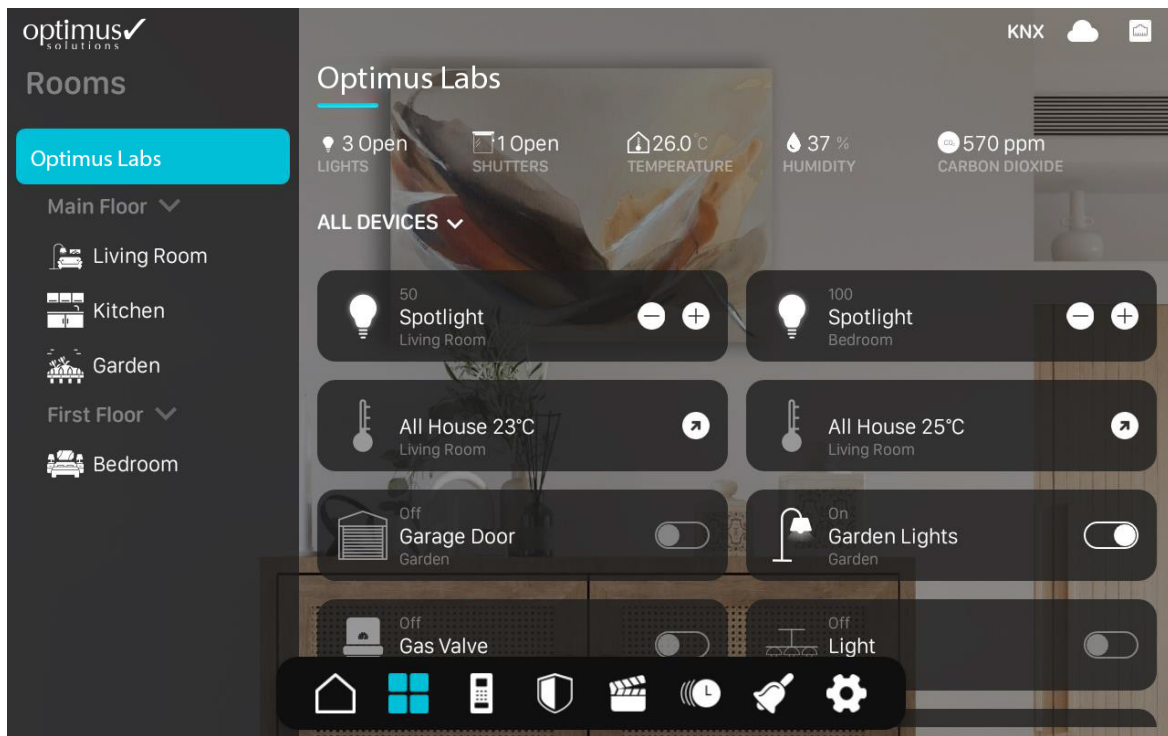 optimus
solutions
KNX
Rooms
Optimus Labs
Optimus Labs
Main Floor
Living Room
Kitchen
Garden
First Floor
Bedroom
3 Open
LIGHTS
1 Open
SHUTTERS
26.0 °C
TEMPERATURE
37 %
HUMIDITY
CO₂
570 ppm
CARBON DIOXIDE
ALL DEVICES
50
Spotlight
Living Room
100
Spotlight
Bedroom
All House 23°C
Living Room
All House 25°C
Living Room
Off
Garage Door
Garden
On
Garden Lights
Garden
Off
Gas Valve
Off
Light